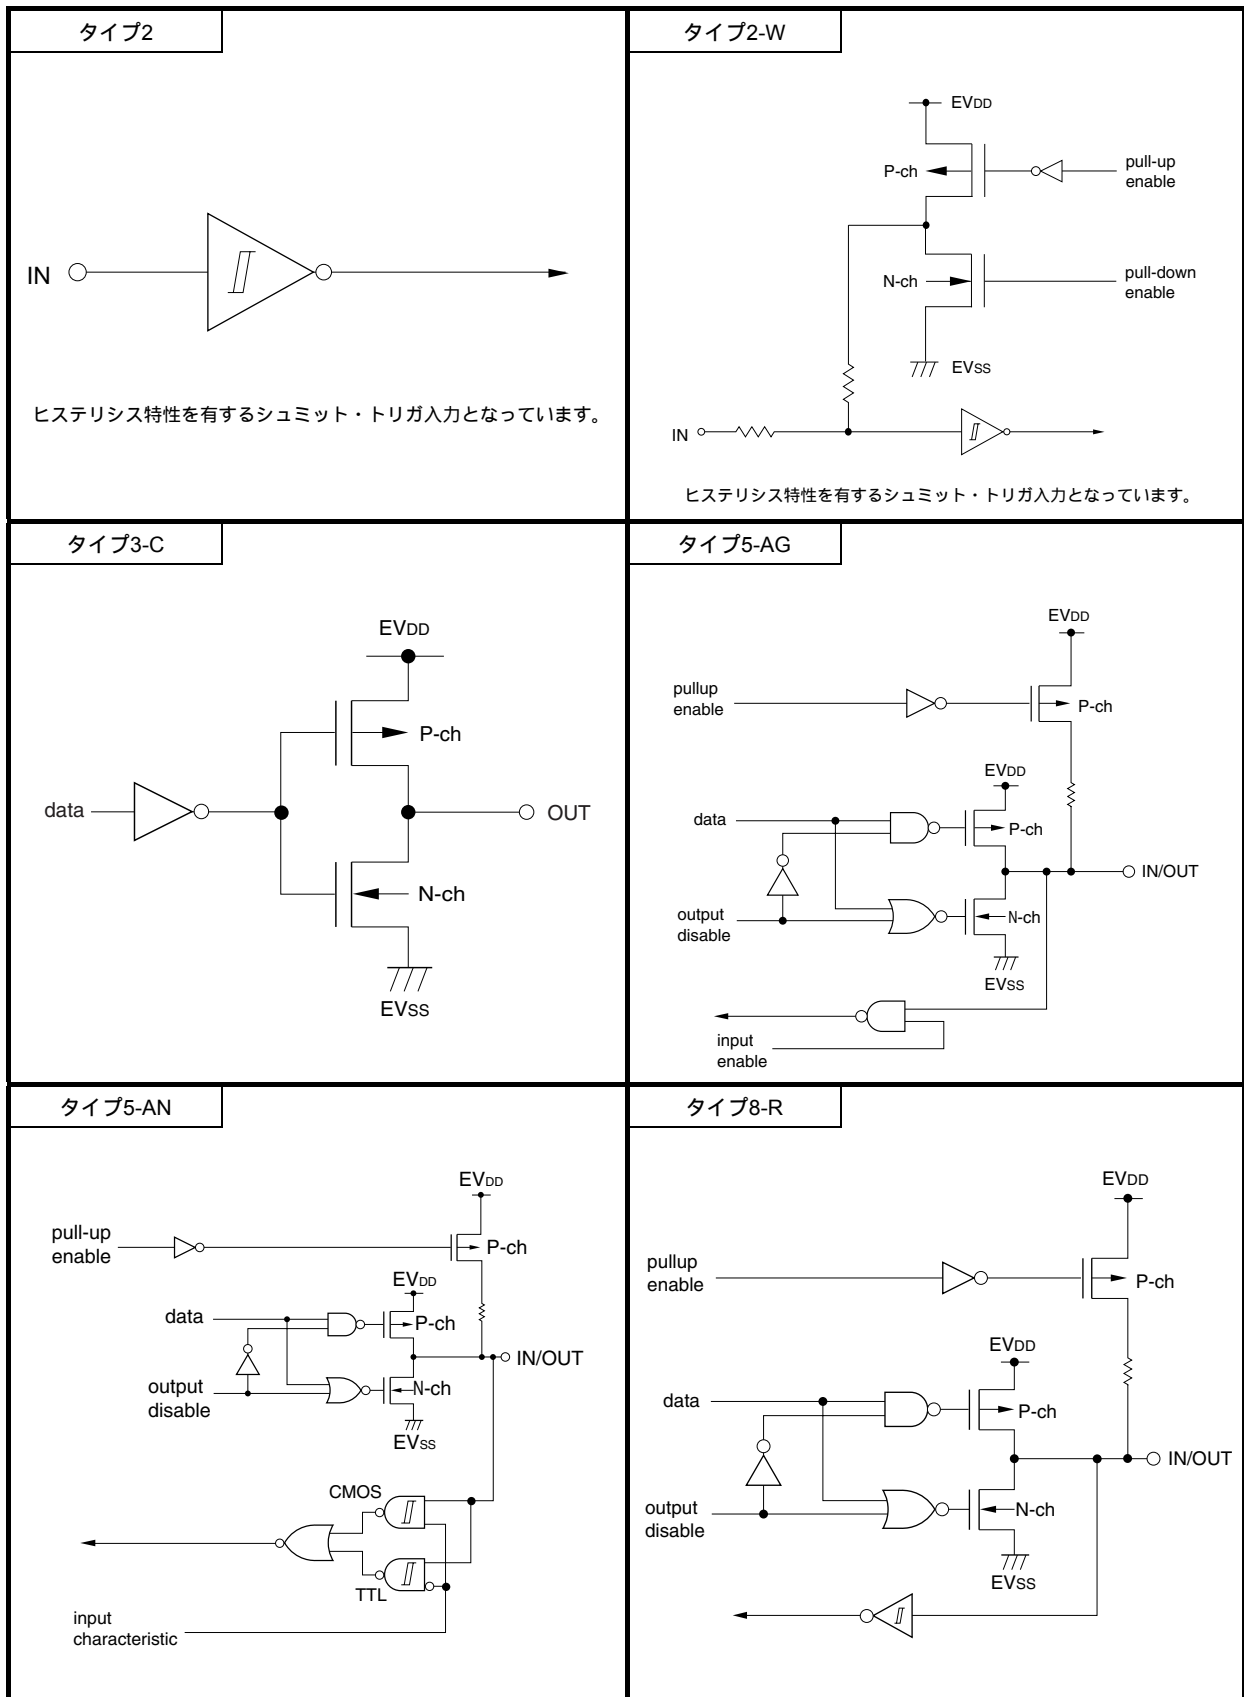 タイプ2
IN
ヒステリシス特性を有するシュミット・トリガ入力となっています。
タイプ2-W
EVDD
P-ch
pull-up
enable
N-ch
pull-down
enable
EVSS
IN
ヒステリシス特性を有するシュミット・トリガ入力となっています。
タイプ3-C
EVDD
P-ch
data
OUT
N-ch
EVSS
タイプ5-AG
EVDD
pullup
enable
P-ch
EVDD
data
P-ch
IN/OUT
output
disable
N-ch
EVSS
input
enable
タイプ5-AN
EVDD
pull-up
enable
P-ch
EVDD
data
P-ch
IN/OUT
output
disable
N-ch
EVSS
CMOS
TTL
input
characteristic
タイプ8-R
EVDD
pullup
enable
P-ch
EVDD
data
P-ch
IN/OUT
output
disable
N-ch
EVSS